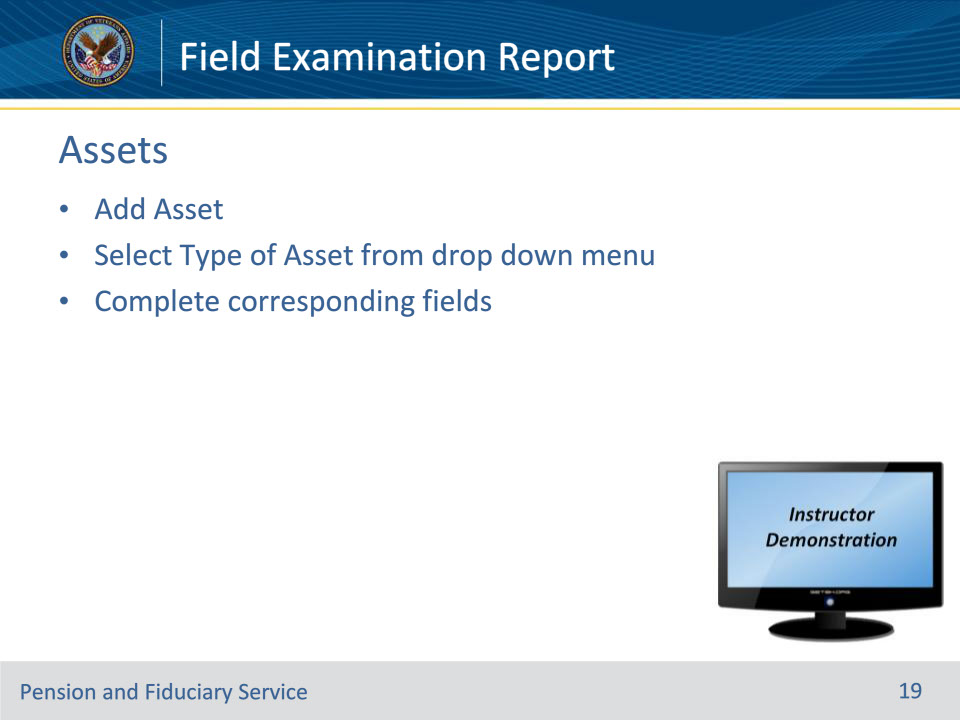 Field Examination Report
Assets
• Add Asset
• Select Type of Asset from drop down menu
• Complete corresponding fields
Instructor
Demonstration
Pension and Fiduciary Service
19